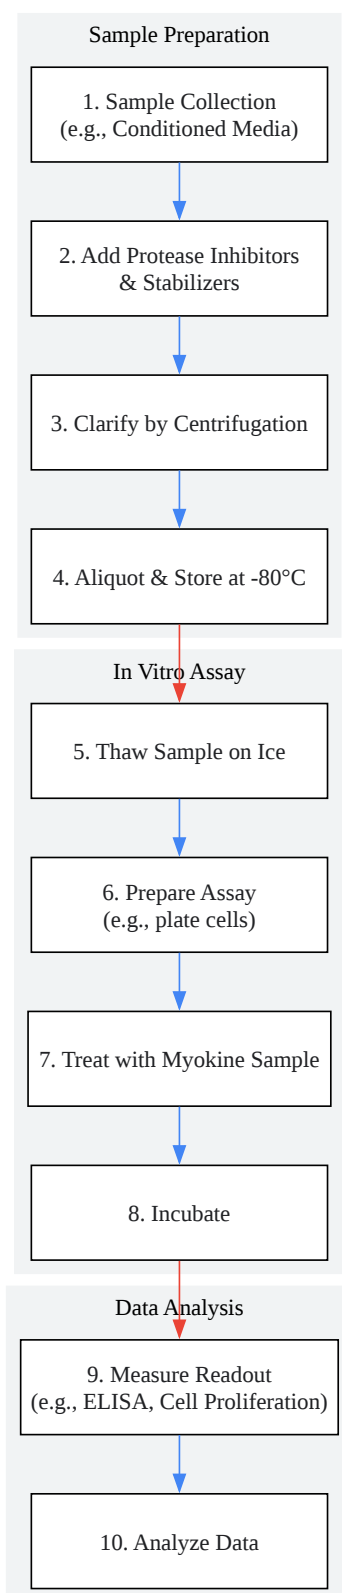 Sample Preparation
1. Sample Collection
(e.g., Conditioned Media)
2. Add Protease Inhibitors
& Stabilizers
3. Clarify by Centrifugation
4. Aliquot & Store at -80°C
In Vitro Assay
5. Thaw Sample on Ice
6. Prepare Assay
(e.g., plate cells)
7. Treat with Myokine Sample
8. Incubate
Data Analysis
9. Measure Readout
(e.g., ELISA, Cell Proliferation)
10. Analyze Data